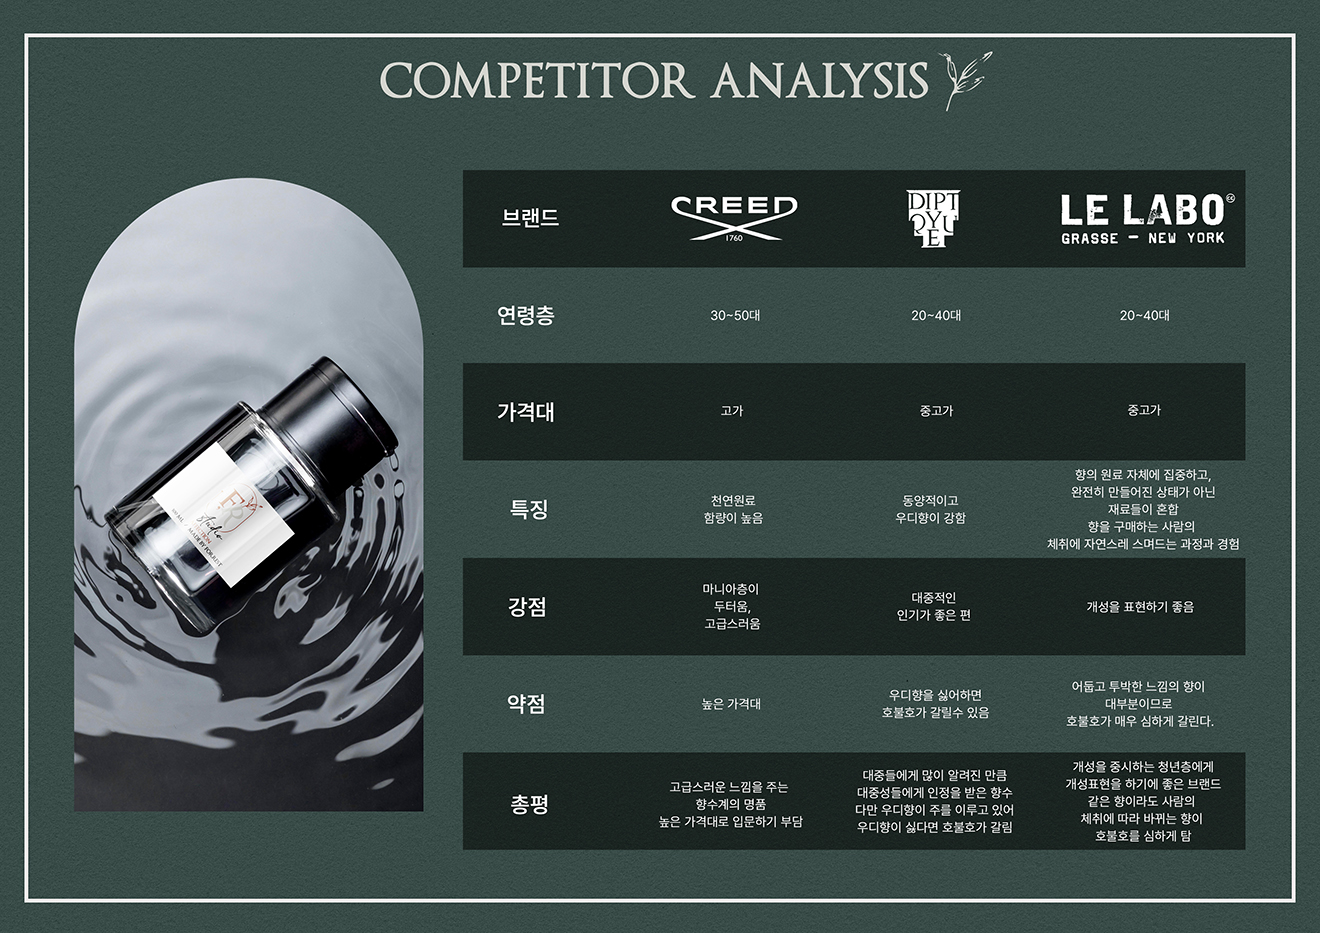 COMPETITOR ANALYSIS
브랜드
CREED
1760
DIPT
YQU
E
LE LABO
GRASSE - NEW YORK
연령층
30~50대
20~40대
20~40대
가격대
고가
중고가
중고가
특징
천연원료
함량이 높음
동양적이고
우디향이 강함
향의 원료 자체에 집중하고,
완전히 만들어진 상태가 아닌
재료들이 혼합
향을 구매하는 사람의
체취에 자연스레 스며드는 과정과 경험
강점
마니아층이
두터움,
고급스러움
대중적인
인기가 좋은 편
개성을 표현하기 좋음
약점
높은 가격대
우디향을 싫어하면
호불호가 갈릴수 있음
어둡고 투박한 느낌의 향이
대부분이므로
호불호가 매우 심하게 갈린다.
총평
고급스러운 느낌을 주는
향수계의 명품
높은 가격대로 입문하기 부담
대중들에게 많이 알려진 만큼
대중성들에게 인정을 받은 향수
다만 우디향이 주를 이루고 있어
우디향이 싫다면 호불호가 갈림
개성을 중시하는 청년층에게
개성표현을 하기에 좋은 브랜드
같은 향이라도 사람의
체취에 따라 바뀌는 향이
호불호를 심하게 탐
Studio
MADE BY FORREST